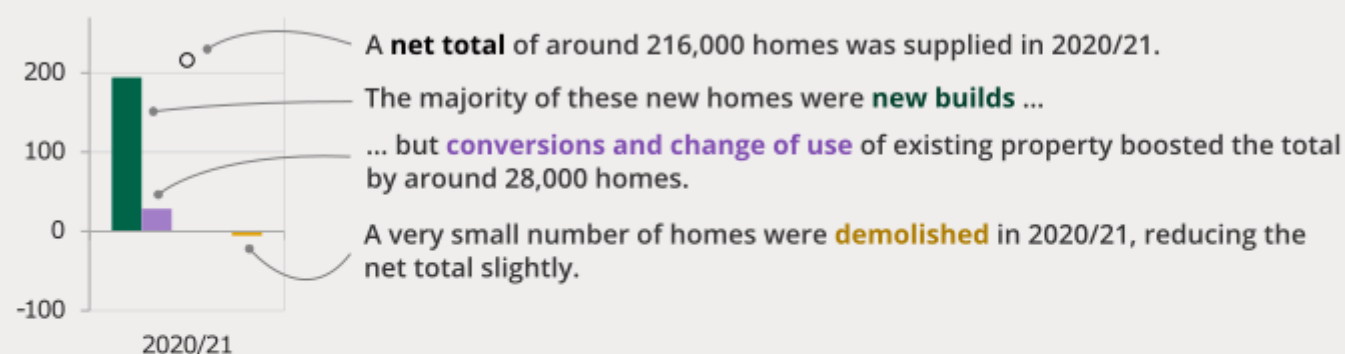 A net total of around 216,000 homes was supplied in 2020/21.
200
The majority of these new homes were new builds ...
100
... but conversions and change of use of existing property boosted the total
by around 28,000 homes.
0
A very small number of homes were demolished in 2020/21, reducing the
net total slightly.
-100
2020/21